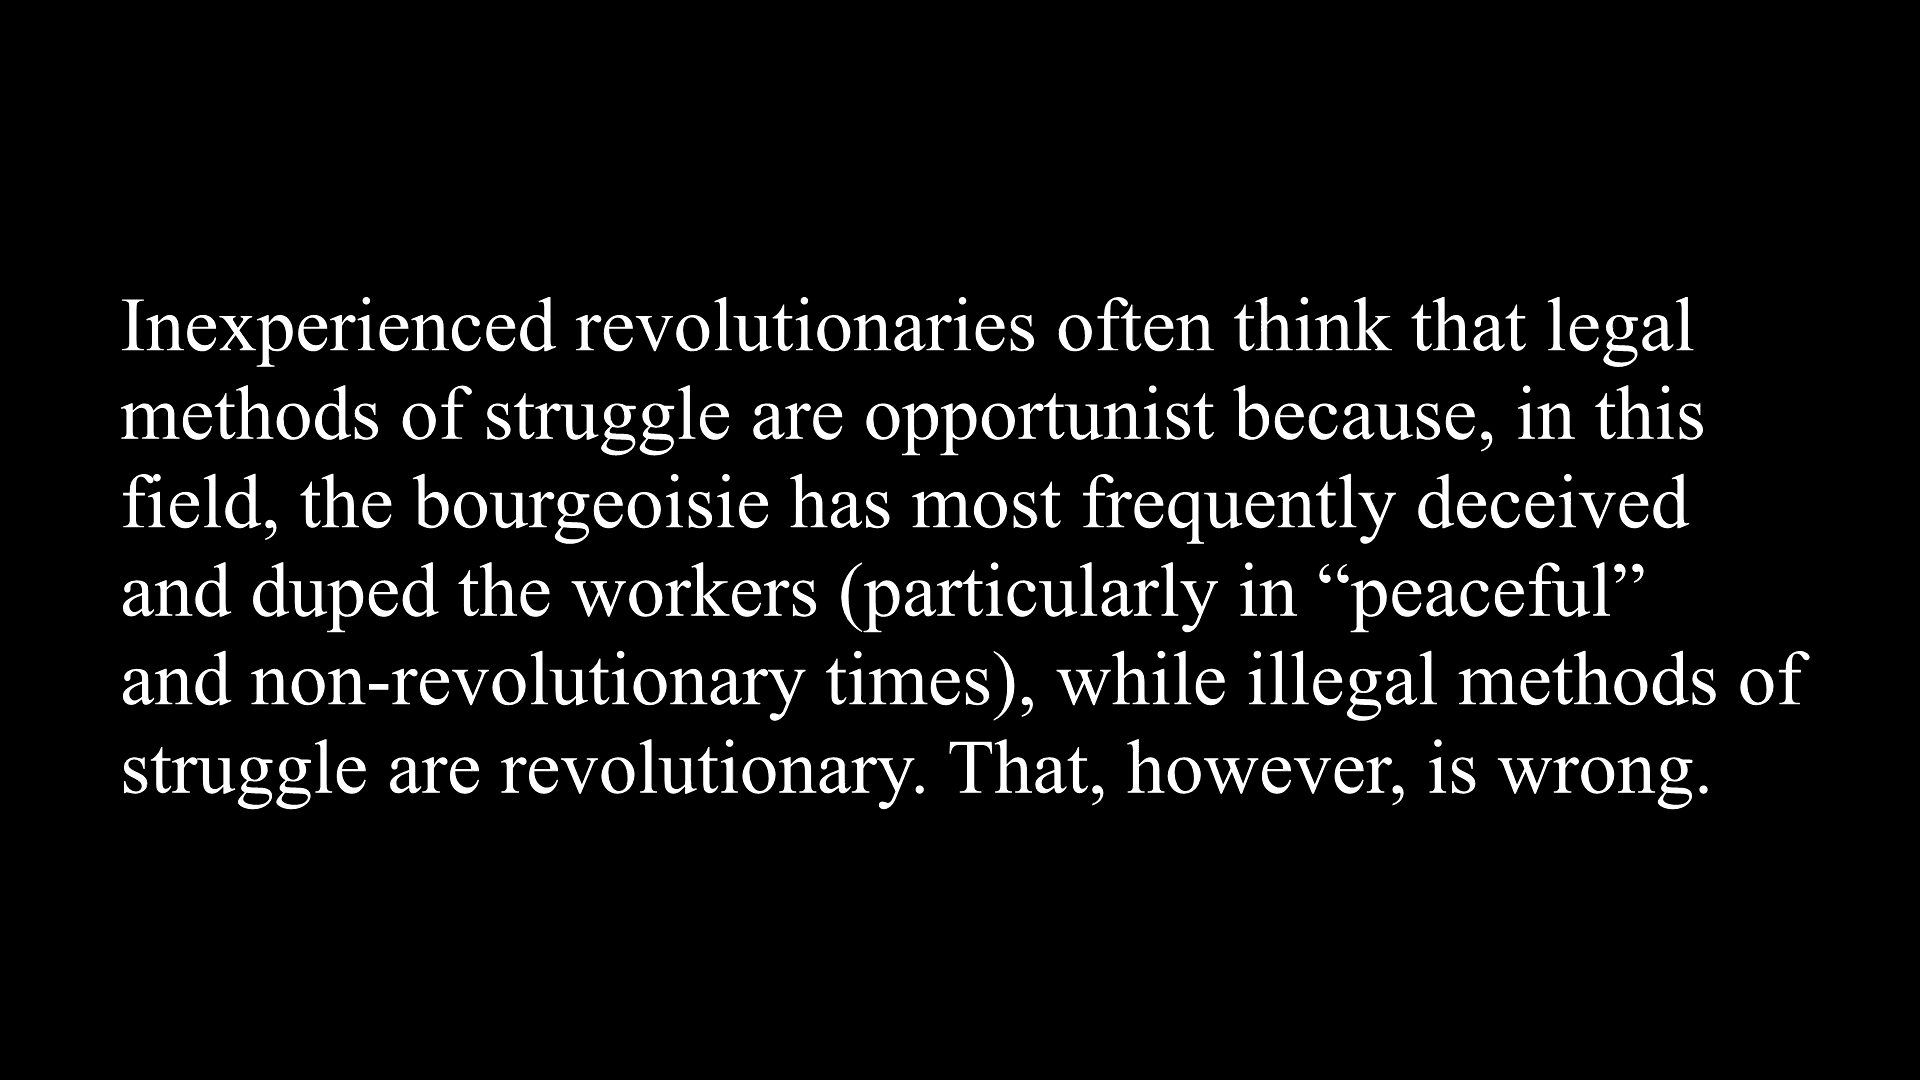 Inexperienced revolutionaries often think that legal
methods of struggle are opportunist because, in this
field, the bourgeoisie has most frequently deceived
and duped the workers (particularly in “peaceful”
and non-revolutionary times), while illegal methods of
struggle are revolutionary. That, however, is wrong.